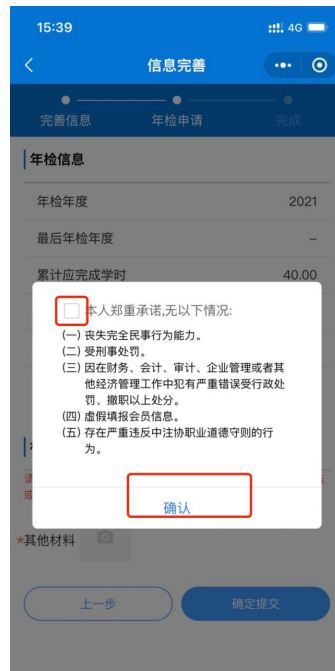 15:39
4G
信息完善
完善信息
年检申请
完成
年检信息
年检年度
2021
最后年检年度
–
累计应完成学时
40.00
本人郑重承诺,无以下情况:
(一) 丧失完全民事行为能力。
(二) 受刑事处罚。
(三) 因在财务、会计、审计、企业管理或者其
他经济管理工作中犯有严重错误受行政处
罚、撤职以上处分。
(四) 虚假填报会员信息。
(五) 存在严重违反中注协职业道德守则的行
为。
确认
*其他材料
上一步
确定提交